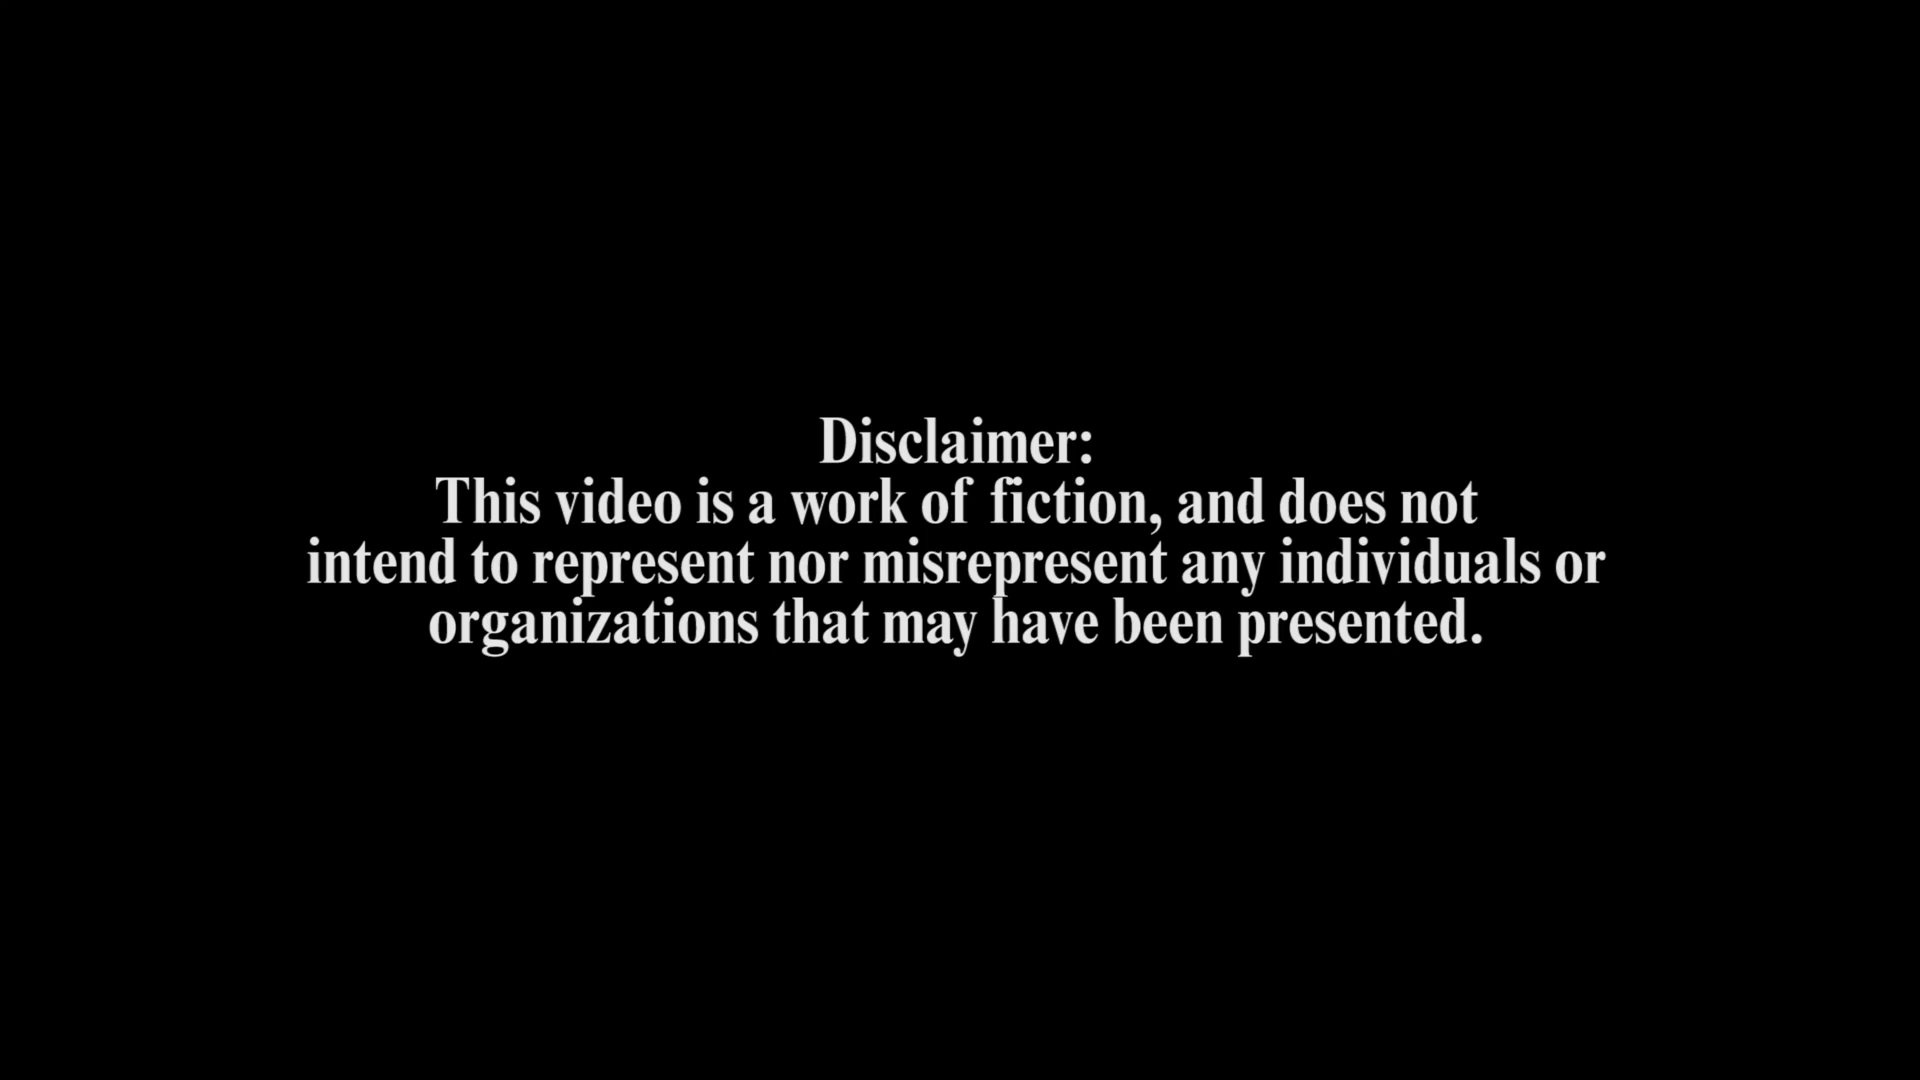 Disclaimer:
This video is a work of fiction, and does not
intend to represent nor misrepresent any individuals or
organizations that may have been presented.